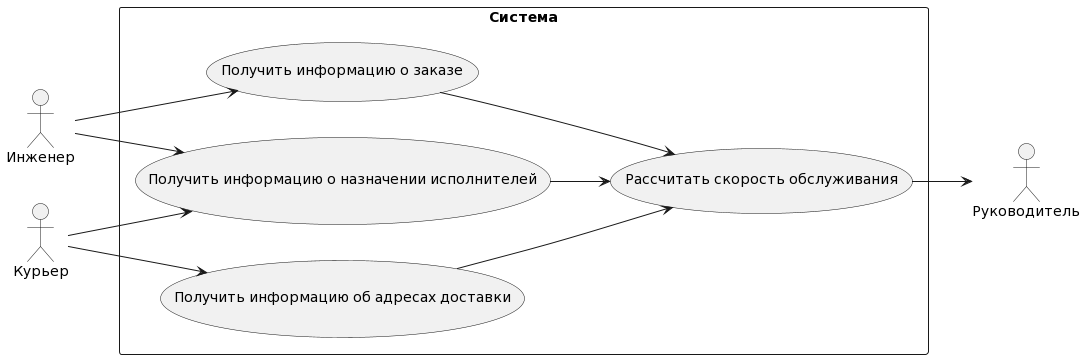 Система
Получить информацию о заказе
Инженер
Получить информацию о назначении исполнителей
Рассчитать скорость обслуживания
Руководитель
Курьер
Получить информацию об адресах доставки